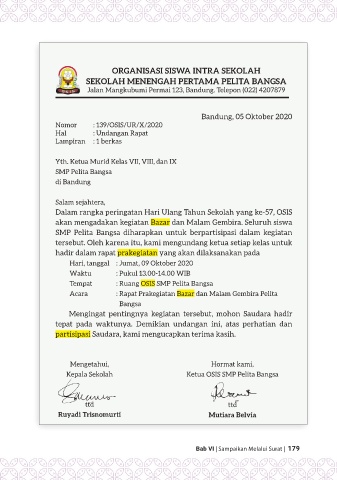 ORGANISASI SISWA INTRA SEKOLAH
SEKOLAH MENENGAH PERTAMA PELITA BANGSA
Jalan Mangkubumi Permai 123, Bandung. Telepon (022) 4207879
Bandung, 05 Oktober 2020
Nomor : 139/OSIS/UR/X/2020
Hal : Undangan Rapat
Lampiran : 1 berkas
Yth. Ketua Murid Kelas VII, VIII, dan IX
SMP Pelita Bangsa
di Bandung
Salam sejahtera,
Dalam rangka peringatan Hari Ulang Tahun Sekolah yang ke-57, OSIS
akan mengadakan kegiatan Bazar dan Malam Gembira. Seluruh siswa
SMP Pelita Bangsa diharapkan untuk berpartisipasi dalam kegiatan
tersebut. Oleh karena itu, kami mengundang ketua setiap kelas untuk
hadir dalam rapat prakegiatan yang akan dilaksanakan pada
Hari, tanggal : Jumat, 09 Oktober 2020
Waktu : Pukul 13.00-14.00 WIB
Tempat : Ruang OSIS SMP Pelita Bangsa
Acara : Rapat Prakegiatan Bazar dan Malam Gembira Pelita
Bangsa
Mengingat pentingnya kegiatan tersebut, mohon Saudara hadir
tepat pada waktunya. Demikian undangan ini, atas perhatian dan
partisipasi Saudara, kami mengucapkan terima kasih.
Mengetahui, Hormat kami,
Kepala Sekolah Ketua OSIS SMP Pelita Bangsa
ttd ttd
Ruyadi Trisnomurti Mutiara Belvia
Bab VI | Sampaikan Melalui Surat | 179